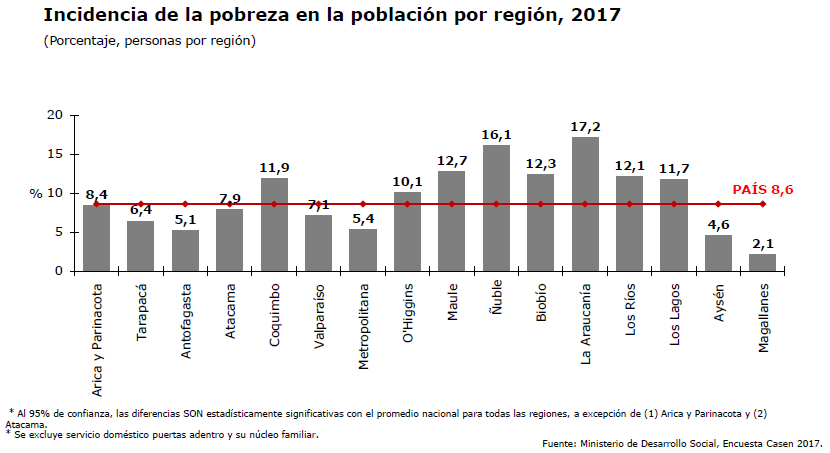 Incidencia de la pobreza en la población por región, 2017
(Porcentaje, personas por región)
20
15
% 10
5
0
8,4
6,4
5,1
7,9
11,9
7,1
5,4
10,1
12,7
16,1
12,3
17,2
12,1
11,7
4,6
2,1
PAÍS 8,6
Arica y Parinacota
Tarapacá
Antofagasta
Atacama
Coquimbo
Valparaíso
Metropolitana
O'Higgins
Maule
Ñuble
Biobío
La Araucanía
Los Ríos
Los Lagos
Aysén
Magallanes
* Al 95% de confianza, las diferencias SON estadísticamente significativas con el promedio nacional para todas las regiones, a excepción de (1) Arica y Parinacota y (2)
Atacama.
* Se excluye servicio doméstico puertas adentro y su núcleo familiar.
Fuente: Ministerio de Desarrollo Social, Encuesta Casen 2017.